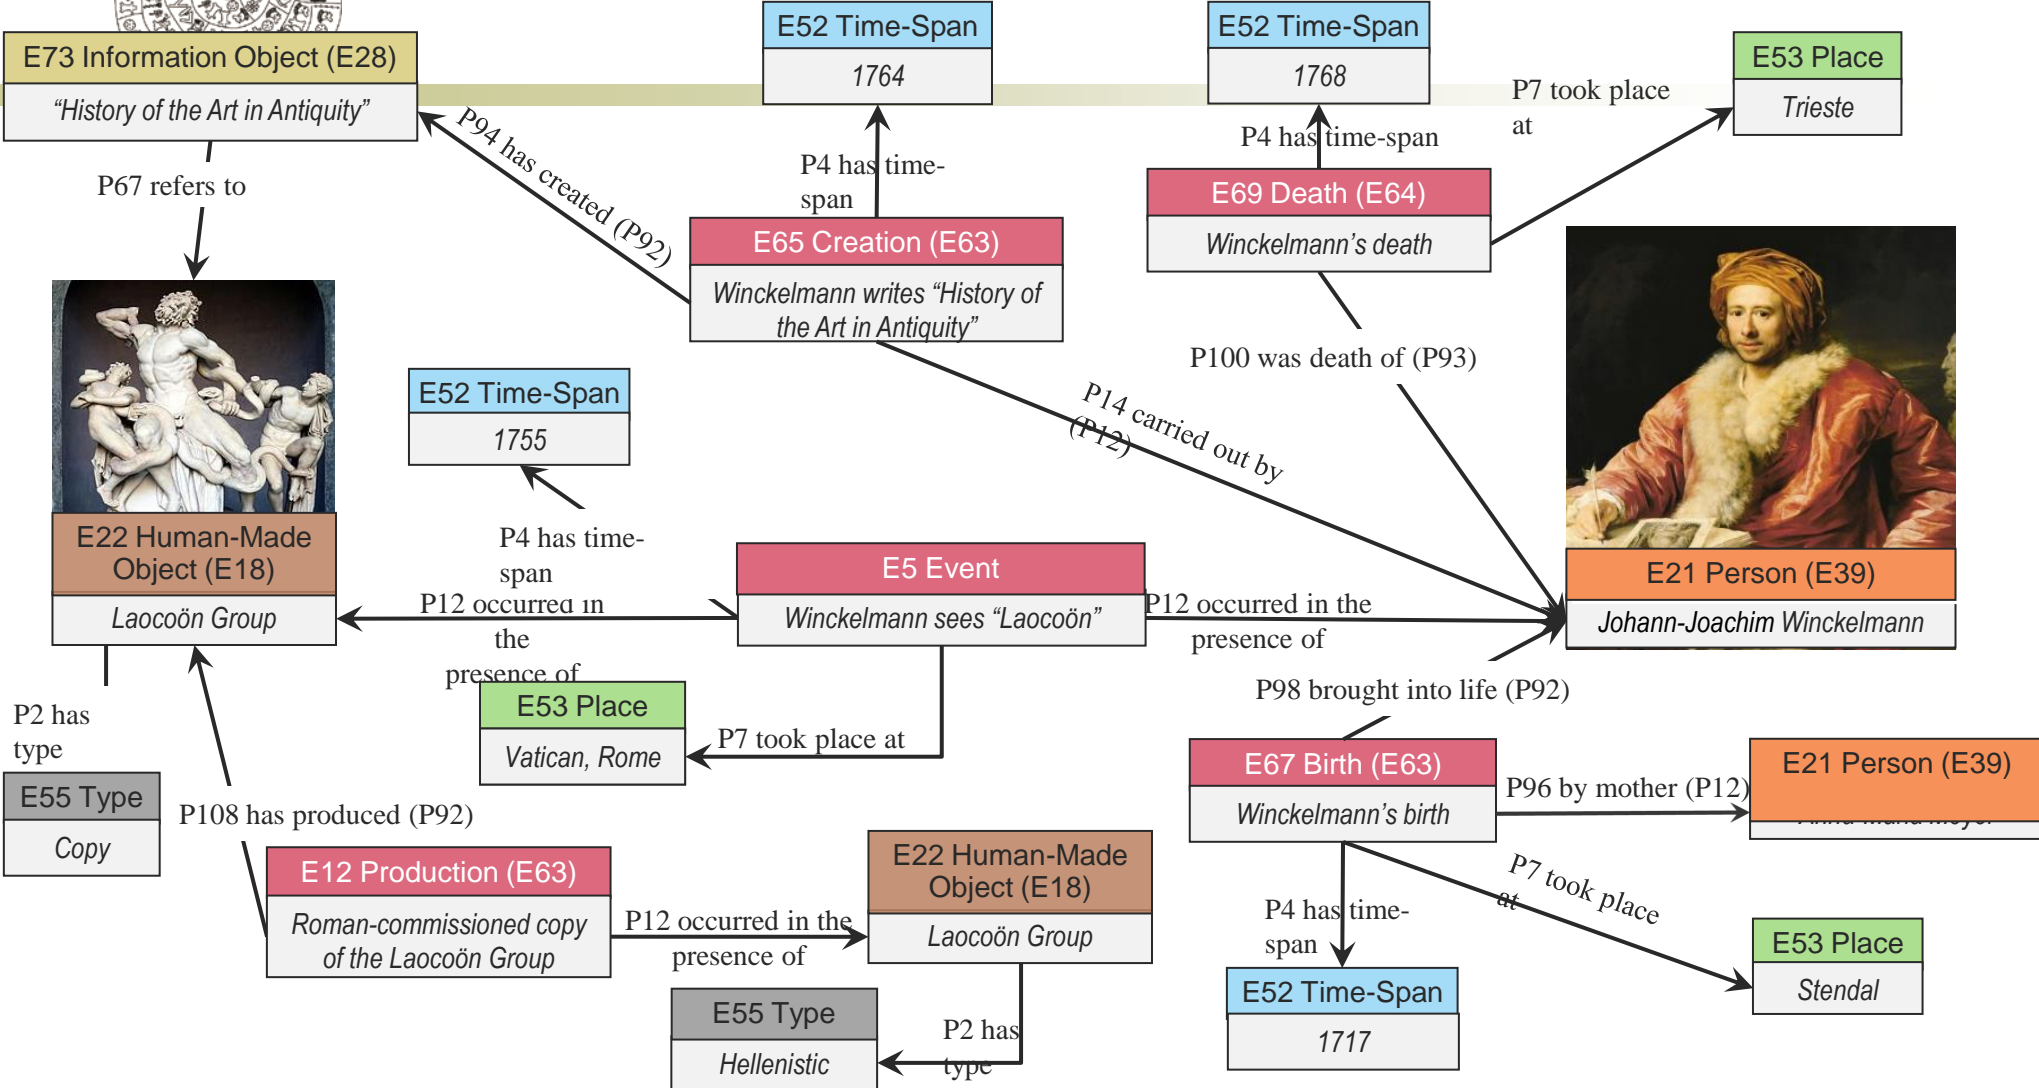 E52 Time-Span
1764
E52 Time-Span
1768
E73 Information Object (E28)
“History of the Art in Antiquity”
E53 Place
Trieste
P7 took place
at
P94 has created (P92)
P4 has time-
span
P4 has time-span
P67 refers to
E69 Death (E64)
Winckelmann’s death
E65 Creation (E63)
Winckelmann writes “History of
the Art in Antiquity”
P100 was death of (P93)
E52 Time-Span
1755
P14 carried out by
(P12)
P4 has time-
span
E22 Human-Made
Object (E18)
Laocoön Group
P12 occurred in
the
presence of
E5 Event
Winckelmann sees “Laocoön”
P12 occurred in the
presence of
E21 Person (E39)
Johann-Joachim Winckelmann
P98 brought into life (P92)
P2 has
type
E53 Place
Vatican, Rome
P7 took place at
E67 Birth (E63)
Winckelmann’s birth
P96 by mother (P12)
E21 Person (E39)
E55 Type
Copy
P108 has produced (P92)
E12 Production (E63)
Roman-commissioned copy
of the Laocoön Group
P12 occurred in the
presence of
E22 Human-Made
Object (E18)
Laocoön Group
P7 took place
at
P4 has time-
span
E53 Place
Stendal
E52 Time-Span
1717
E55 Type
Hellenistic
P2 has
type